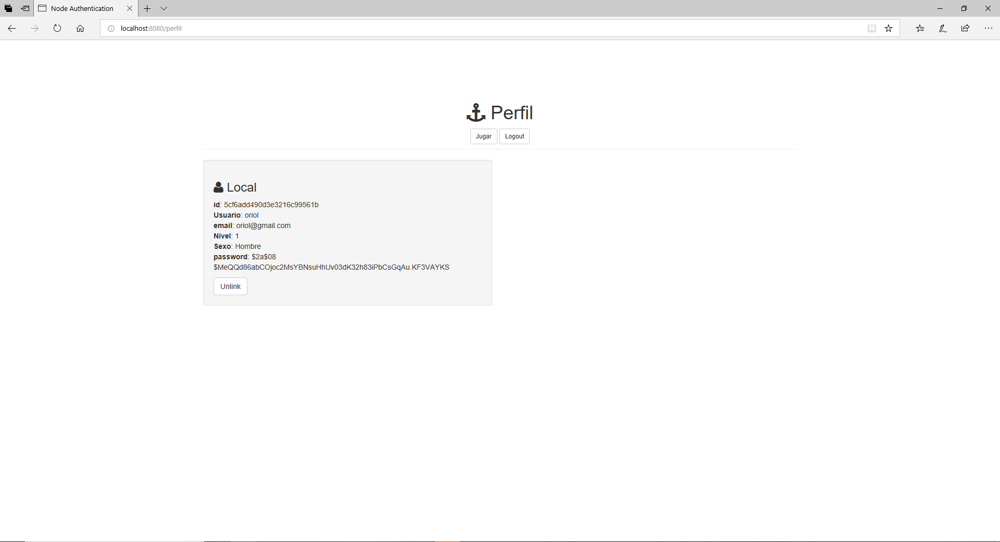 Node Authentication
localhost:8080/perfil
Perfil
Jugar Logout
Local
id: 5cf6add490d3e3216c99561b
Usuario: oriol
email: oriol@gmail.com
Nivel: 1
Sexo: Hombre
password: $2a$08
$MeQQd86abCOjoc2MsYBNsuHhUv03dK32h83iPbCsGqAu.KF3VAYKS
Unlink